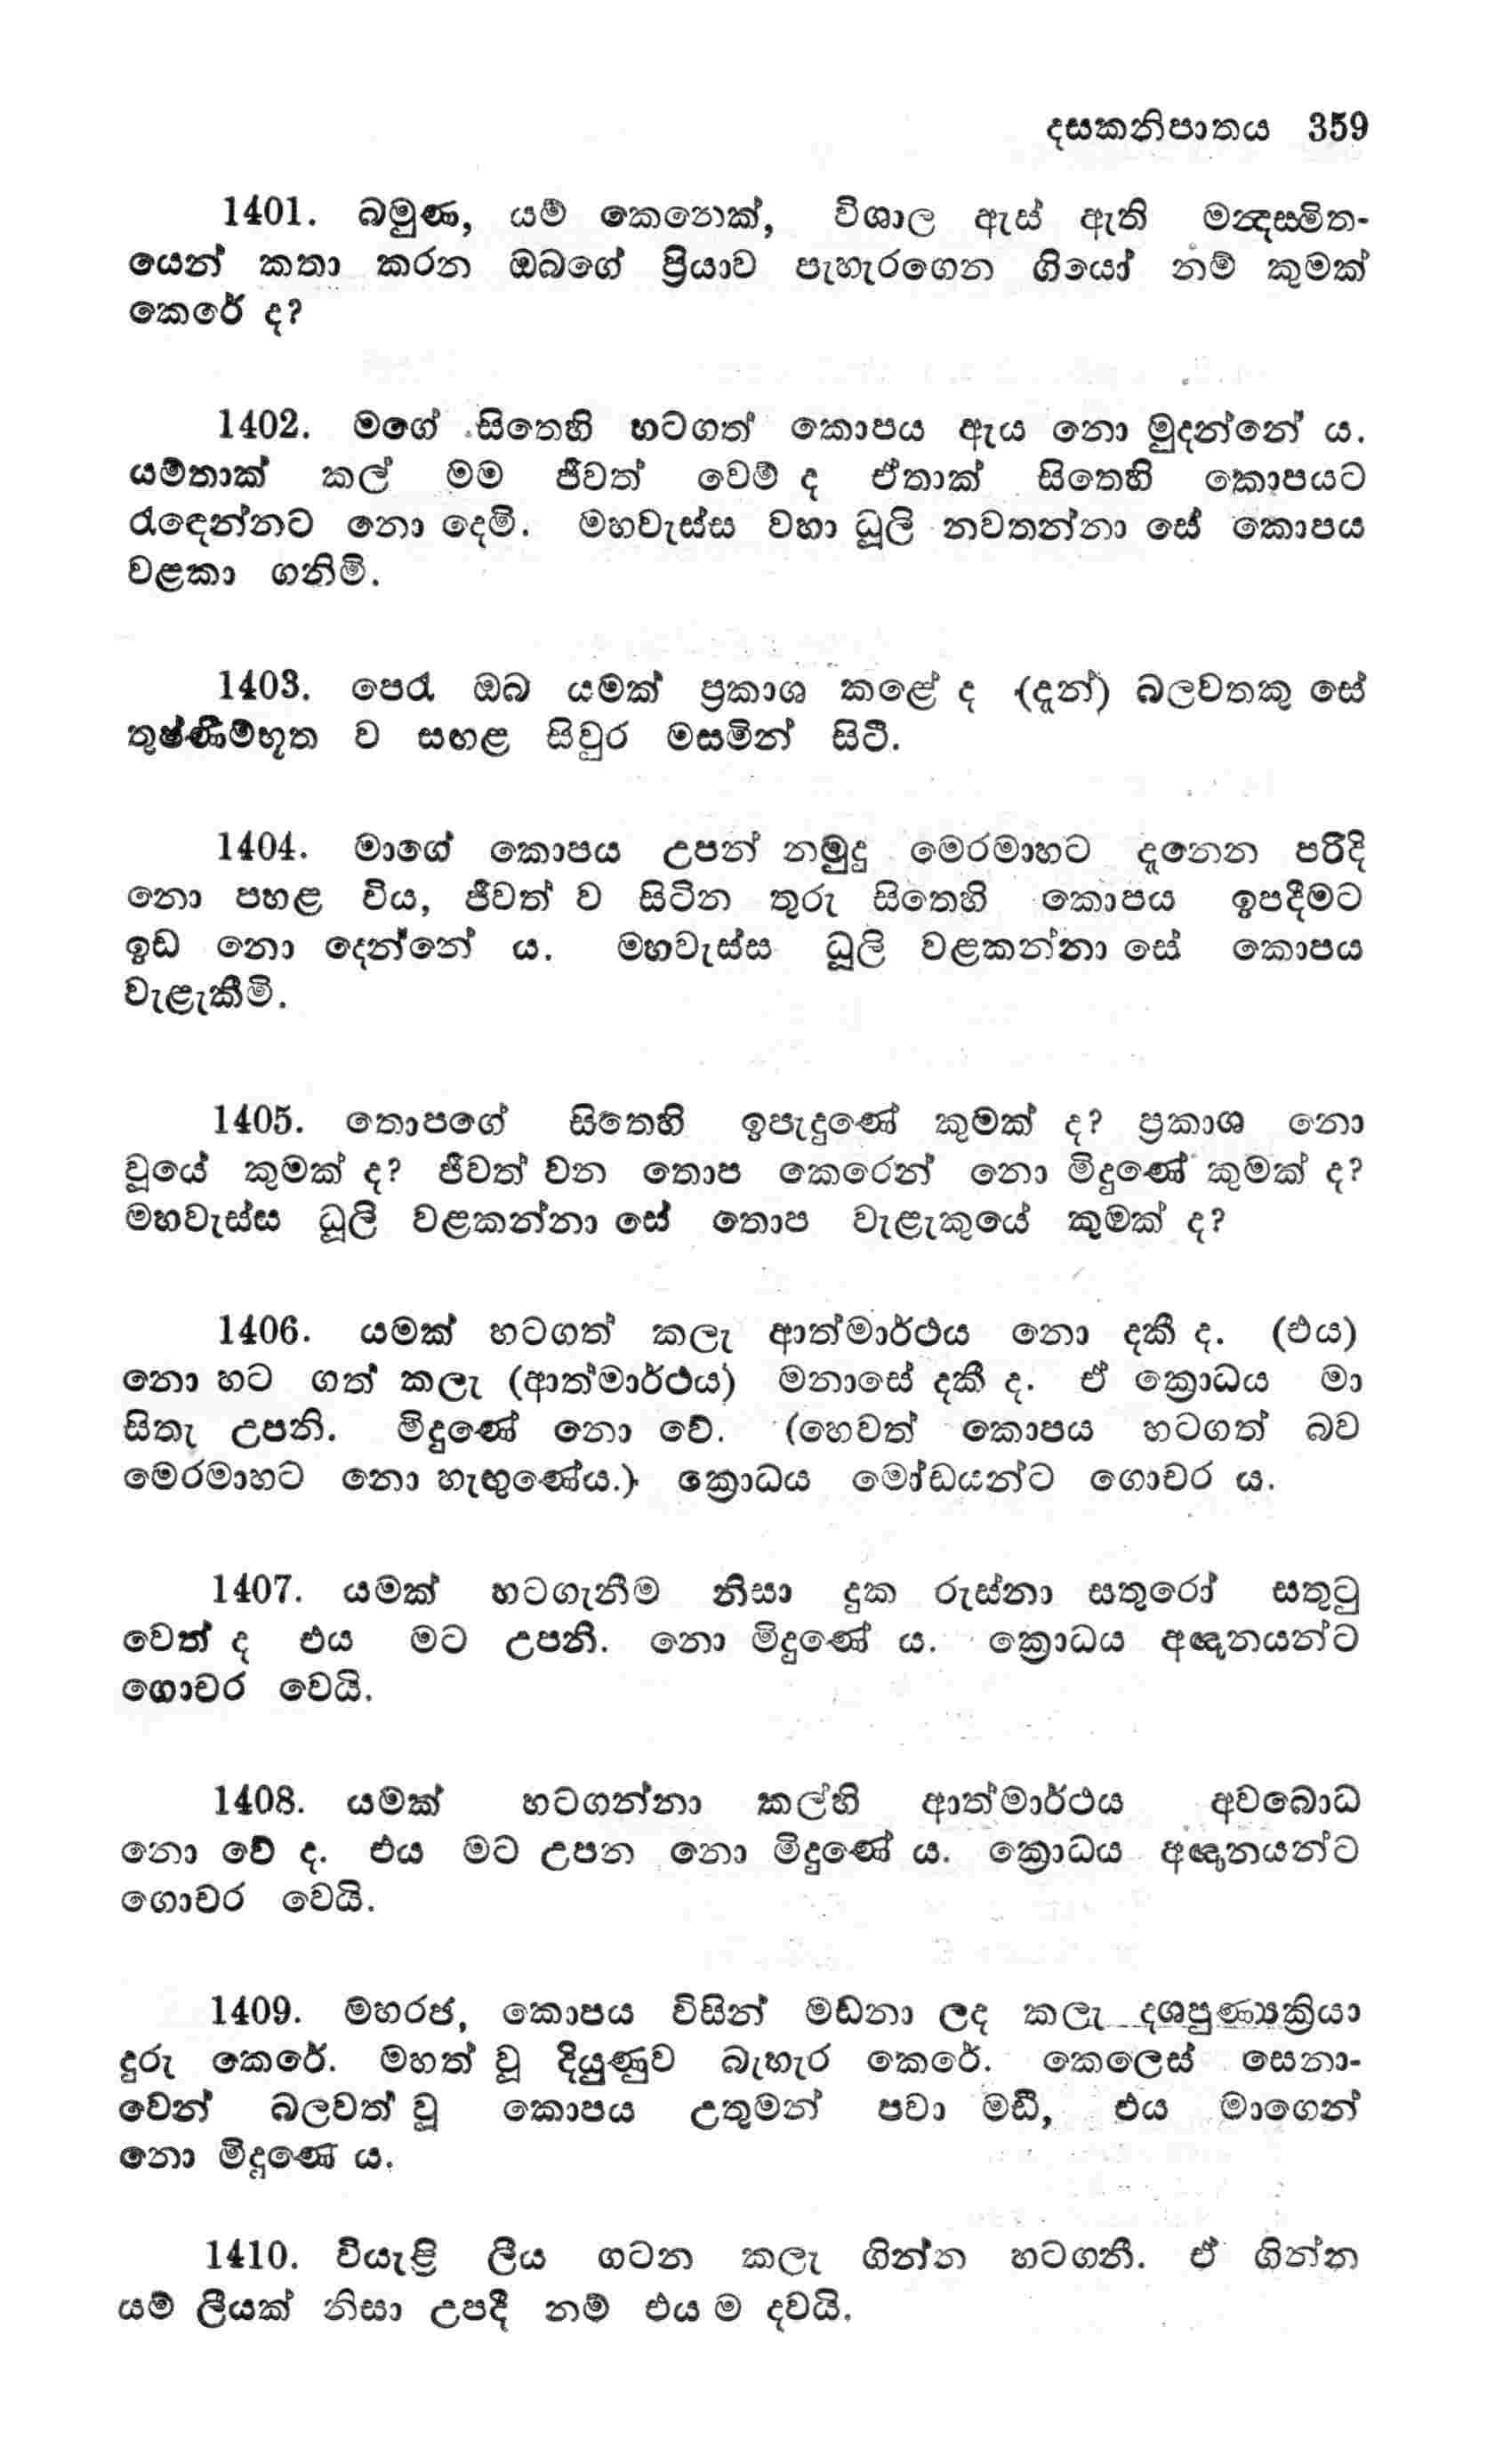 දසකනිපාතය 359
1401. බමුණ, යම් කෙනෙක්, විශාල ඇස් ඇති මන්‍දස්මිත-
යෙන් කතා කරන ඔබගේ ප්‍රියාව පැහැරගෙන ගියෝ නම් කුමක්
කෙරේ ද?
1402. මගේ සිතෙහි හටගත් කොපය ඇය නො මුදන්නේ ය.
යම්තාක් කල් මම ජීවත් වෙම් ද ඒතාක් සිතෙහි කොපයට
රැඳෙන්නට නො දෙමි. මහවැස්ස වහා ධූලි නවතන්නා සේ කොපය
වළකා ගනිමි.
1403. පෙරැ ඔබ යමක් ප්‍රකාශ කළේ ද (දැන්) බලවතකු සේ
තුෂ්ණීම්භූත ව සඟළ සිවුර මසමින් සිටී.
1404. මාගේ කොපය උපන් නමුදු මෙරමාහට දැනෙන පරිදි
නො පහළ විය, ජීවත් ව සිටින තුරු සිතෙහි කොපය ඉපදීමට
ඉඩ නො දෙන්නේ ය. මහවැස්ස ධූලි වළකන්නා සේ කොපය
වැළැකීමි.
1405. තොපගේ සිතෙහි ඉපැදුණේ කුමක් ද? ප්‍රකාශ නො
වූයේ කුමක් ද? ජීවත් වන තොප කෙරෙන් නො මිදුණේ කුමක් ද?
මහවැස්ස ධූලි වළකන්නා සේ තොප වැළැකුයේ කුමක් ද?
1406. යමක් හටගත් කලැ ආත්මාර්ථය නො දකී ද. (එය)
නො හට ගත් කලැ (ආත්මාර්ථය) මනාසේ දකී ද. ඒ ක්‍රොධය මා
සිතැ උපනි. මිදුණේ නො වේ. (හෙවත් කොපය හටගත් බව
මෙරමාහට නො හැඟුණේය.) ක්‍රොධය මෝඩයන්ට ගොචර ය.
1407. යමක් හටගැනීම නිසා දුක රුස්නා සතුරෝ සතුටු
වෙත් ද එය මට උපනි. නො මිදුණේ ය. ක්‍රොධය අඥානයන්ට
ගොචර වෙයි.
1408. යමක් හටගන්නා කල්හි ආත්මාර්ථය අවබොධ
නො වේ ද. එය මට උපන නො මිදුණේ ය. ක්‍රොධය අඥානයන්ට
ගොචර වෙයි.
1409. මහරජ, කොපය විසින් මඩනා ලද කලැ දශපුණ්‍යක්‍රියා
දුරු කෙරේ. මහත් වූ දියුණුව බැහැර කෙරේ. කෙලෙස් සෙනා-
වෙන් බලවත් වූ කොපය උතුමන් පවා මඩී, එය මාගෙන්
නො මිදුණෙ ය.
1410. වියැළි ලීය ගටන කලැ ගින්න හටගනී. ඒ ගින්න
යම් ලීයක් නිසා උපදී නම් එය ම දවයි.